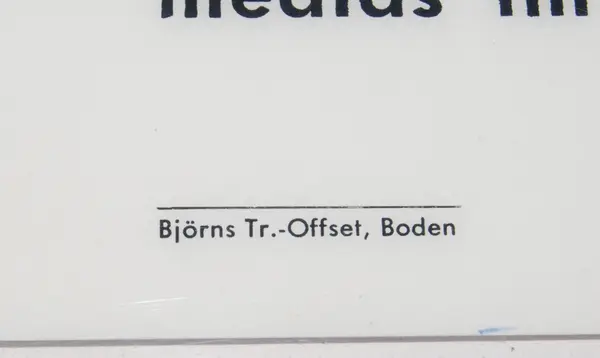 Björns Tr.-Offset, Boden